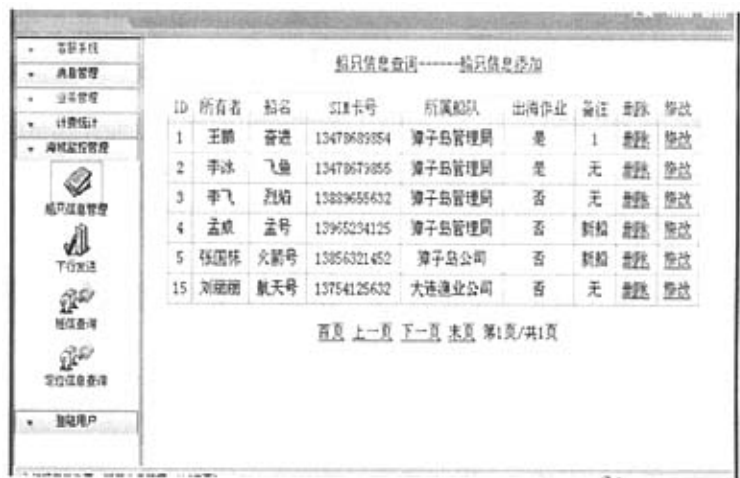 客服系统
消息管理
业务管理
计费统计
海域监控管理
船只信息管理
下行发送
短信查询
定位信息查询
登陆用户
船只信息查询------船只信息添加
ID 所有者 船名 SIM卡号 所属船队 出海作业 备注 删除 修改
1 王鹏 奋进 13478689854 獐子岛管理局 是 1 删除 修改
2 李冰 飞鱼 13478679855 獐子岛管理局 是 无 删除 修改
3 李飞 烈焰 13889655632 獐子岛管理局 否 无 删除 修改
4 孟威 孟号 13965234125 獐子岛管理局 否 新船 删除 修改
5 张国栋 火箭号 13856321452 獐子岛公司 否 新船 删除 修改
15 刘丽丽 航天号 13754125632 大连渔业公司 否 无 删除 修改
首页 上一页 下一页 末页 第1页/共1页